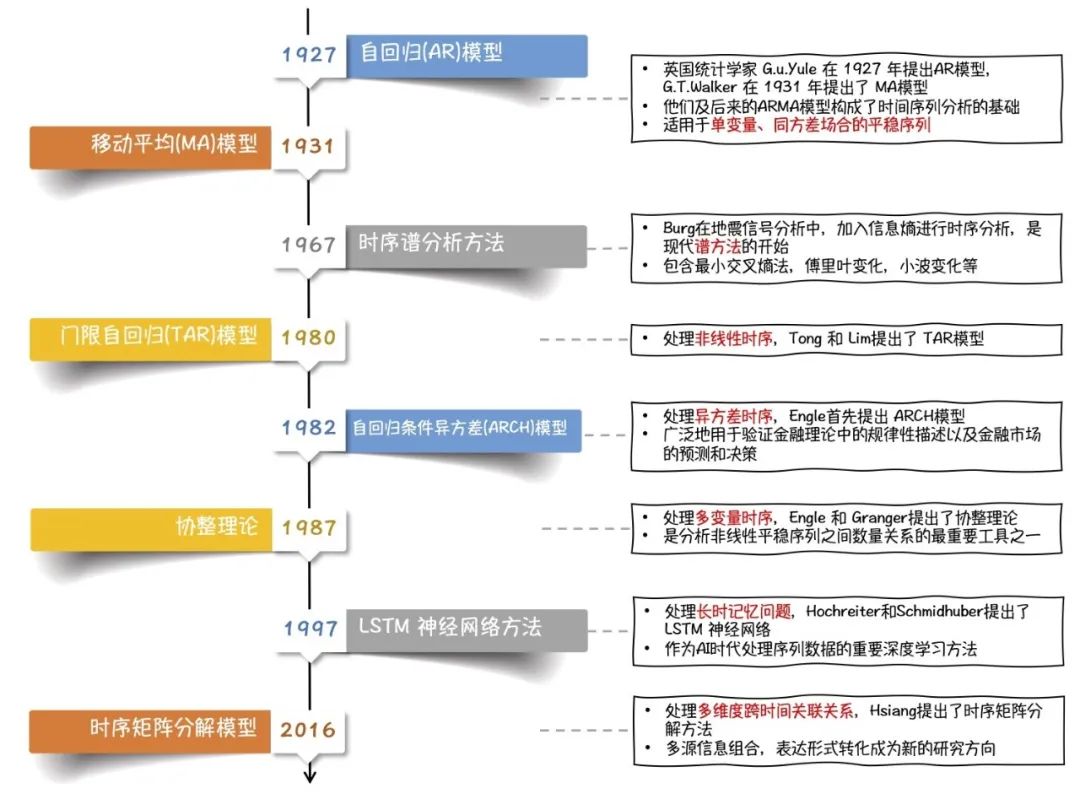 1927 自回归(AR)模型
• 英国统计学家 G.u.Yule 在 1927 年提出AR模型,
G.T.Walker 在 1931 年提出了 MA模型
• 他们及后来的ARMA模型构成了时间序列分析的基础
• 适用于单变量、同方差场合的平稳序列
移动平均(MA)模型 1931
1967 时序谱分析方法
• Burg在地震信号分析中，加入信息熵进行时序分析，是
现代谱方法的开始
• 包含最小交叉熵法，傅里叶变化，小波变化等
门限自回归(TAR)模型 1980
• 处理非线性时序，Tong 和 Lim提出了 TAR模型
1982 自回归条件异方差(ARCH)模型
• 处理异方差时序，Engle首先提出 ARCH模型
• 广泛地用于验证金融理论中的规律性描述以及金融市场
的预测和决策
协整理论 1987
• 处理多变量时序，Engle 和 Granger提出了协整理论
• 是分析非线性平稳序列之间数量关系的最重要工具之一
1997 LSTM 神经网络方法
• 处理长时记忆问题，Hochreiter和Schmidhuber提出了
LSTM 神经网络
• 作为AI时代处理序列数据的重要深度学习方法
时序矩阵分解模型 2016
• 处理多维度跨时间关联关系，Hsiang提出了时序矩阵分
解方法
• 多源信息组合，表达形式转化成为新的研究方向